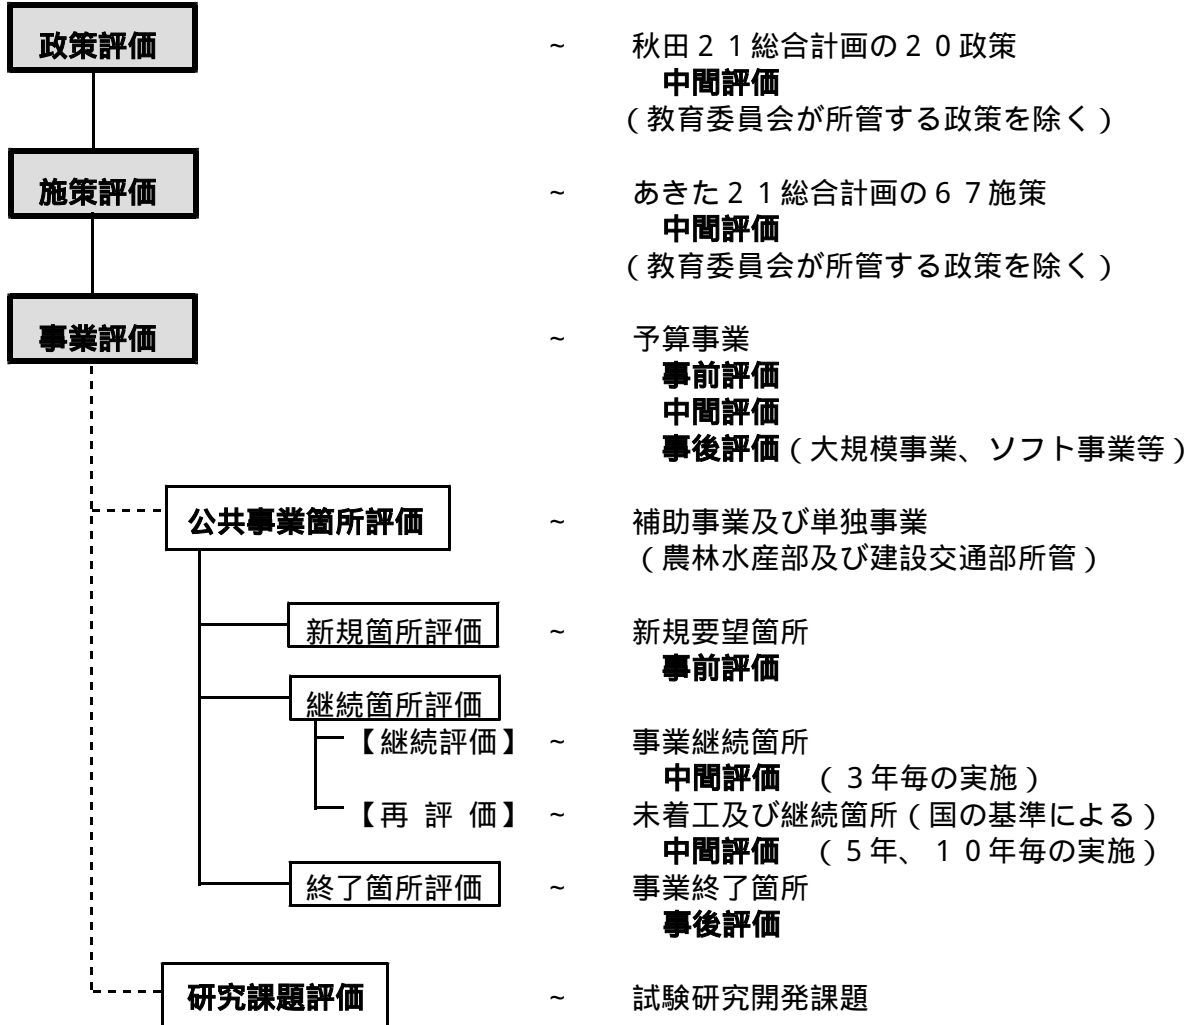 政策評価 ~ 秋田２１総合計画の２０政策
中間評価
（教育委員会が所管する政策を除く）
施策評価 ~ あきた２１総合計画の６７施策
中間評価
（教育委員会が所管する政策を除く）
事業評価 ~ 予算事業
事前評価
中間評価
事後評価（大規模事業、ソフト事業等）
公共事業箇所評価 ~ 補助事業及び単独事業
（農林水産部及び建設交通部所管）
新規箇所評価 ~ 新規要望箇所
事前評価
継続箇所評価
【継続評価】 ~ 事業継続箇所
中間評価 （３年毎の実施）
【再 評 価】 ~ 未着工及び継続箇所（国の基準による）
中間評価 （５年、１０年毎の実施）
終了箇所評価 ~ 事業終了箇所
事後評価
研究課題評価 ~ 試験研究開発課題